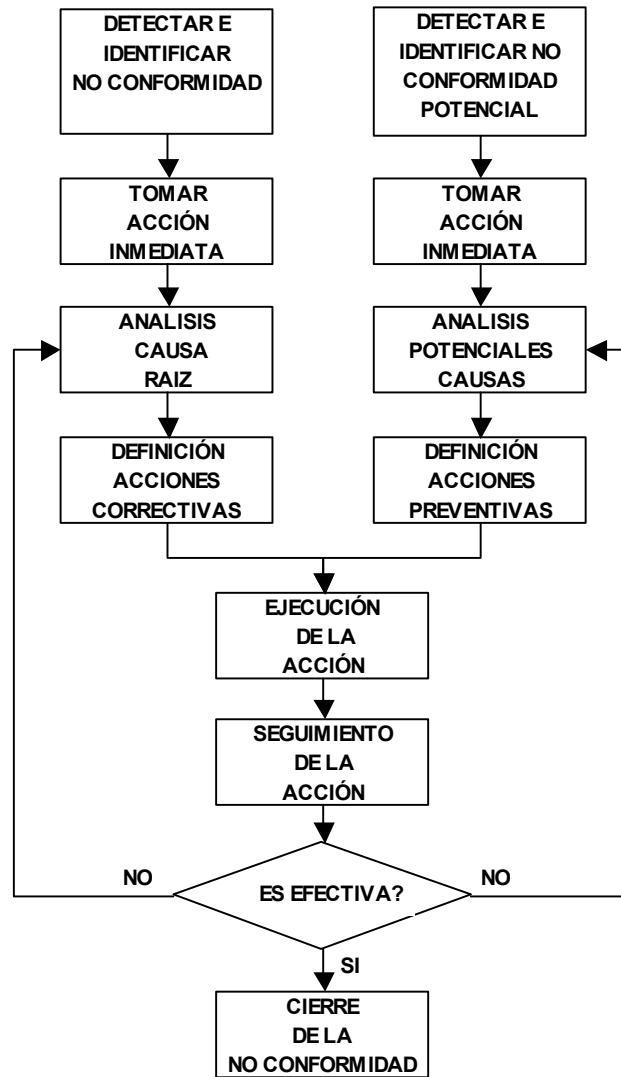 DETECTAR E
IDENTIFICAR
NO CONFORMIDAD
DETECTAR E
IDENTIFICAR NO
CONFORMIDAD
POTENCIAL
TOMAR
ACCIÓN
INMEDIATA
TOMAR
ACCIÓN
INMEDIATA
ANALISIS
CAUSA
RAIZ
ANALISIS
POTENCIALES
CAUSAS
DEFINICIÓN
ACCIONES
CORRECTIVAS
DEFINICIÓN
ACCIONES
PREVENTIVAS
EJECUCIÓN
DE LA
ACCIÓN
SEGUIMIENTO
DE LA
ACCIÓN
NO
ES EFECTIVA?
NO
SI
CIERRE
DE LA
NO CONFORMIDAD